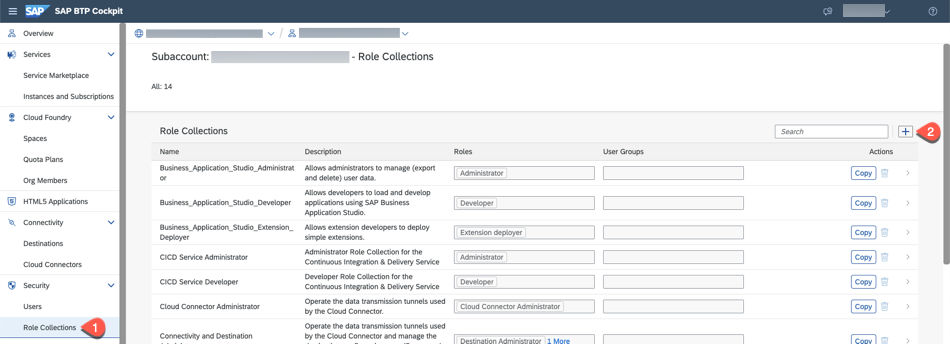 SAP SAP BTP Cockpit
Overview
Services
Service Marketplace
Instances and Subscriptions
Cloud Foundry
Spaces
Quota Plans
Org Members
HTML5 Applications
Connectivity
Destinations
Cloud Connectors
Security
Users
Role Collections
1
/
Subaccount: - Role Collections
All: 14
Role Collections
Search
2
Name Description Roles User Groups Actions
Business_Application_Studio_Administrat
or
Allows administrators to manage (export
and delete) user data.
Administrator
Copy
Business_Application_Studio_Developer
Allows developers to load and develop
applications using SAP Business
Application Studio.
Developer
Copy
Business_Application_Studio_Extension_
Deployer
Allows extension developers to deploy
simple extensions.
Extension deployer
Copy
CICD Service Administrator
Administrator Role Collection for the
Continuous Integration & Delivery Service
Administrator
Copy
CICD Service Developer
Developer Role Collection for the
Continuous Integration & Delivery Service
Developer
Copy
Cloud Connector Administrator
Operate the data transmission tunnels used
by the Cloud Connector.
Cloud Connector Administrator
Copy
Connectivity and Destination
Operate the data transmission tunnels used
by the Cloud Connector and manage the
Destination Administrator 1 More
Copy